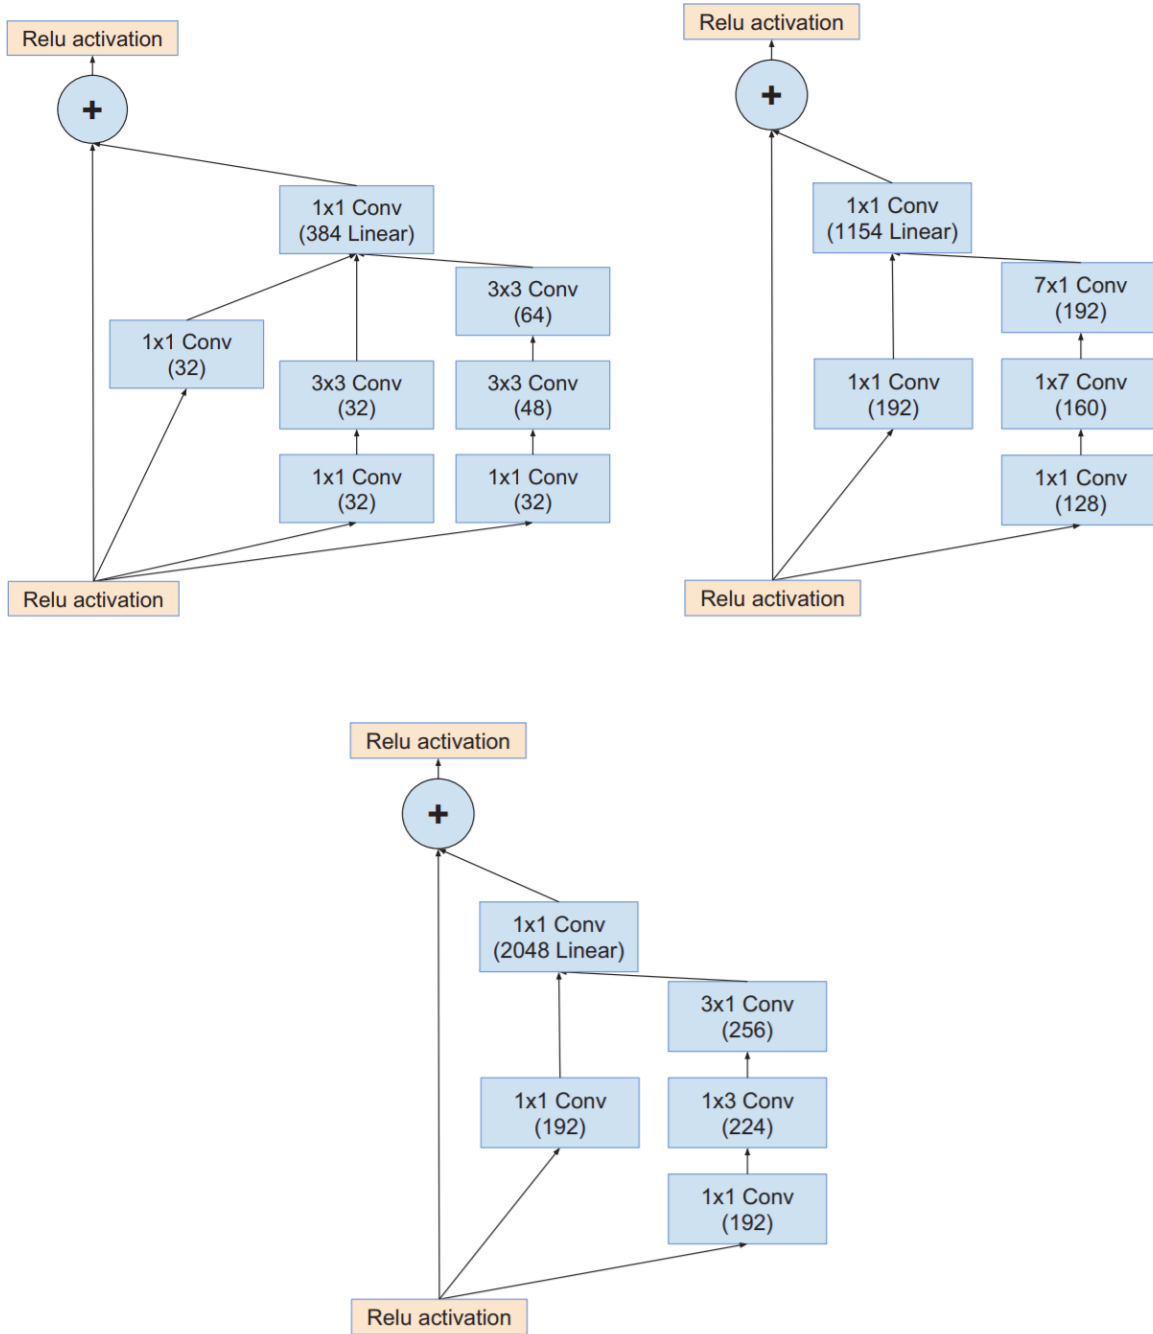 Relu activation
+
1x1 Conv
(384 Linear)
3x3 Conv
(64)
1x1 Conv
(32)
3x3 Conv
(32)
3x3 Conv
(48)
1x1 Conv
(32)
1x1 Conv
(32)
Relu activation
Relu activation
+
1x1 Conv
(1154 Linear)
7x1 Conv
(192)
1x1 Conv
(192)
1x7 Conv
(160)
1x1 Conv
(128)
Relu activation
Relu activation
+
1x1 Conv
(2048 Linear)
3x1 Conv
(256)
1x1 Conv
(192)
1x3 Conv
(224)
1x1 Conv
(192)
Relu activation